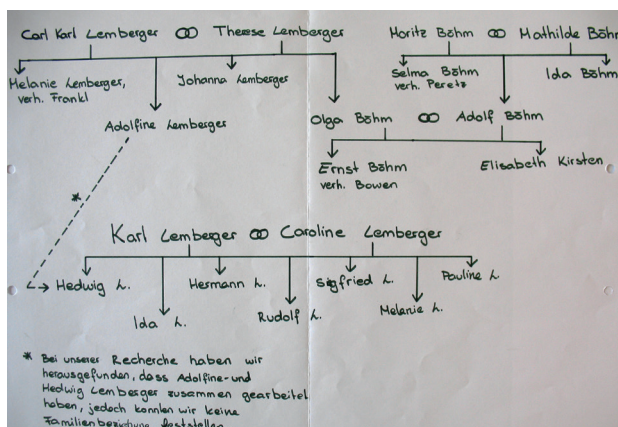 Carl Karl Lemberger ⚭ Therese Lemberger
Moritz Böhm ⚭ Mathilde Böhm
Melanie Lemberger,
verh. Frankl
Johanna Lemberger
Selma Böhm
verh. Peretz
Ida Böhm
Adolfine Lemberger
Olga Böhm ⚭ Adolf Böhm
Ernst Böhm
verh. Bowen
Elisabeth Kirsten
*
Karl Lemberger ⚭ Caroline Lemberger
Hedwig L.
Ida L.
Hermann L.
Rudolf L.
Siegfried L.
Melanie L.
Pauline L.
* Bei unserer Recherche haben wir
herausgefunden, dass Adolfine- und
Hedwig Lemberger zusammen gearbeitet
haben, jedoch konnten wir keine
Familienbeziehung feststellen